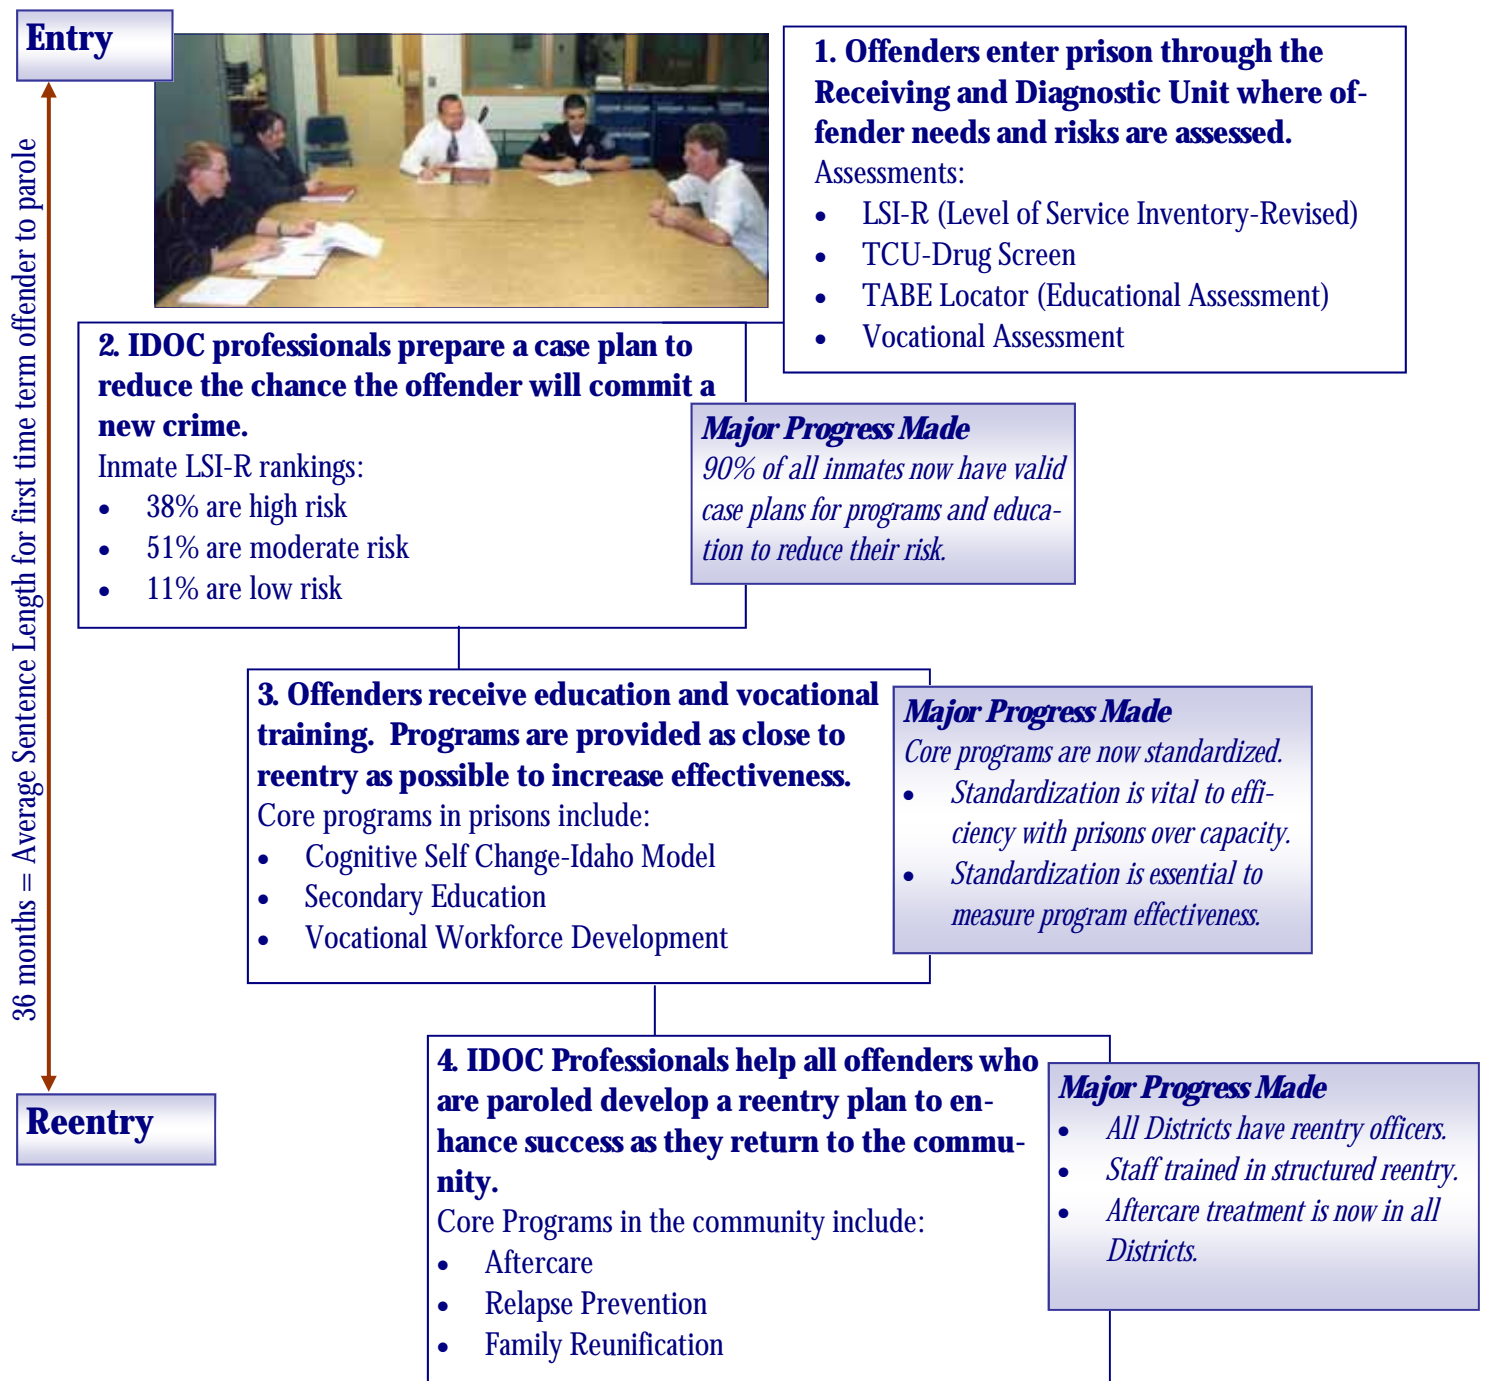 Entry
36 months = Average Sentence Length for first time term offender to parole
1. Offenders enter prison through the
Receiving and Diagnostic Unit where of-
fender needs and risks are assessed.
Assessments:
• LSI-R (Level of Service Inventory-Revised)
• TCU-Drug Screen
• TABE Locator (Educational Assessment)
• Vocational Assessment
2. IDOC professionals prepare a case plan to
reduce the chance the offender will commit a
new crime.
Inmate LSI-R rankings:
• 38% are high risk
• 51% are moderate risk
• 11% are low risk
Major Progress Made
90% of all inmates now have valid
case plans for programs and educa-
tion to reduce their risk.
3. Offenders receive education and vocational
training. Programs are provided as close to
reentry as possible to increase effectiveness.
Core programs in prisons include:
• Cognitive Self Change-Idaho Model
• Secondary Education
• Vocational Workforce Development
Major Progress Made
Core programs are now standardized.
• Standardization is vital to effi-
ciency with prisons over capacity.
• Standardization is essential to
measure program effectiveness.
4. IDOC Professionals help all offenders who
are paroled develop a reentry plan to en-
hance success as they return to the commu-
nity.
Core Programs in the community include:
• Aftercare
• Relapse Prevention
• Family Reunification
Major Progress Made
• All Districts have reentry officers.
• Staff trained in structured reentry.
• Aftercare treatment is now in all
Districts.
Reentry